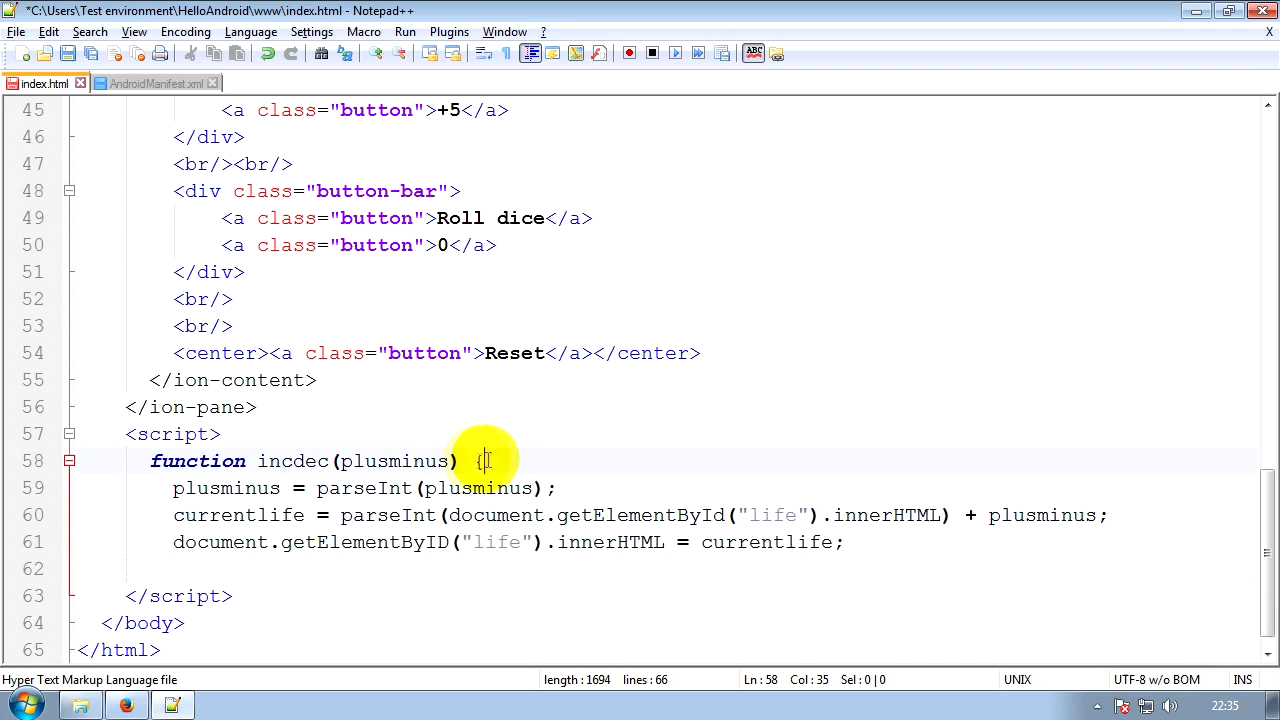 *C:\Users\Test environment\HelloAndroid\www\index.html - Notepad++
File Edit Search View Encoding Language Settings Macro Run Plugins Window ? X
ABC
index.html AndroidManifest.xml
45 <a class="button">+5</a>
46 </div>
47 <br/><br/>
48 <div class="button-bar">
49 <a class="button">Roll dice</a>
50 <a class="button">0</a>
51 </div>
52 <br/>
53 <br/>
54 <center><a class="button">Reset</a></center>
55 </ion-content>
56 </ion-pane>
57 <script>
58 function incdec(plusminus) {
59 plusminus = parseInt(plusminus);
60 currentlife = parseInt(document.getElementById("life").innerHTML) + plusminus;
61 document.getElementByID("life").innerHTML = currentlife;
62
63 </script>
64 </body>
65 </html>
Hyper Text Markup Language file length : 1694 lines : 66 Ln : 58 Col : 35 Sel : 0 | 0 UNIX UTF-8 w/o BOM INS
22:35